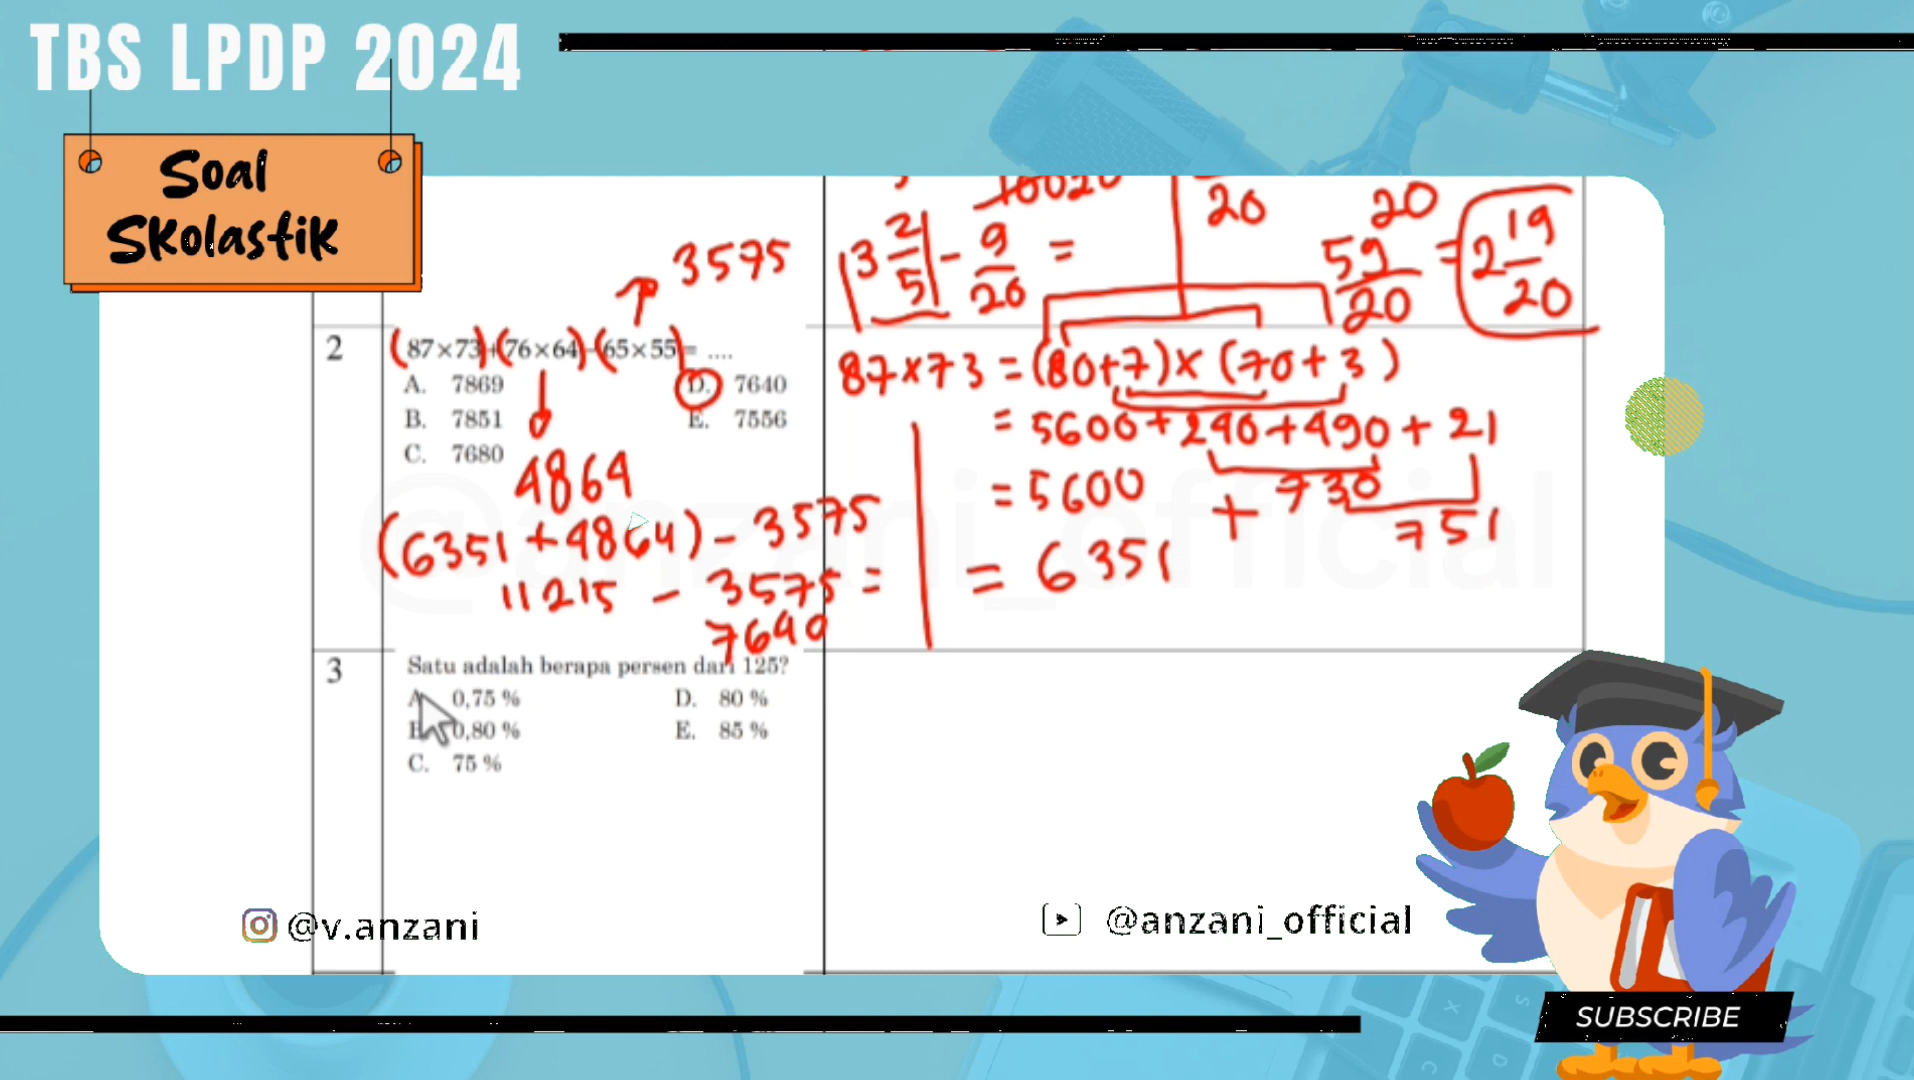 TBS LPDP 2024
Soal
Skolastik
20
20
3 2/5 - 9/20 =
59/20 = 2 19/20
3575
2
(87×73)+(76×64)-(65×55) = ....
A. 7869
D. 7640
B. 7851
E. 7556
C. 7680
4864
(6351 + 4864) - 3575
11215 - 3575 =
7640
87×73 = (80+7) × (70+3)
= 5600 + 240 + 490 + 21
= 5600 + 730
751
= 6351
@anzani_official
3
Satu adalah berapa persen dari 125?
A. 0,75 %
D. 80 %
B. 0,80 %
E. 85 %
C. 75 %
@v.anzani
@anzani_official
SUBSCRIBE